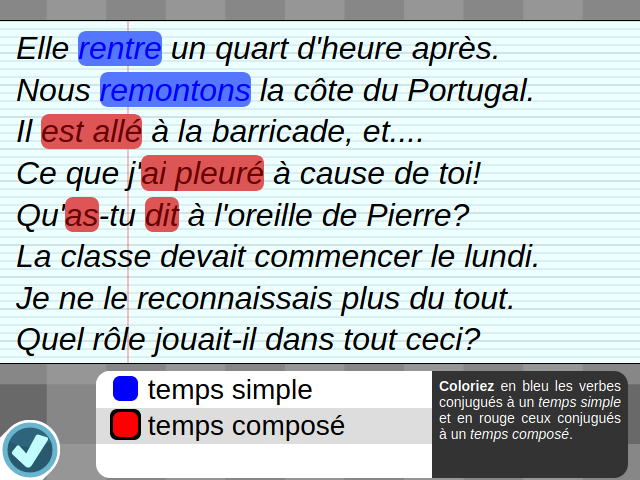 Elle rentre un quart d'heure après.
Nous remontons la côte du Portugal.
Il est allé à la barricade, et....
Ce que j'ai pleuré à cause de toi!
Qu'as-tu dit à l'oreille de Pierre?
La classe devait commencer le lundi.
Je ne le reconnaissais plus du tout.
Quel rôle jouait-il dans tout ceci?
temps simple
temps composé
Coloriez en bleu les verbes
conjugués à un temps simple
et en rouge ceux conjugués
à un temps composé.